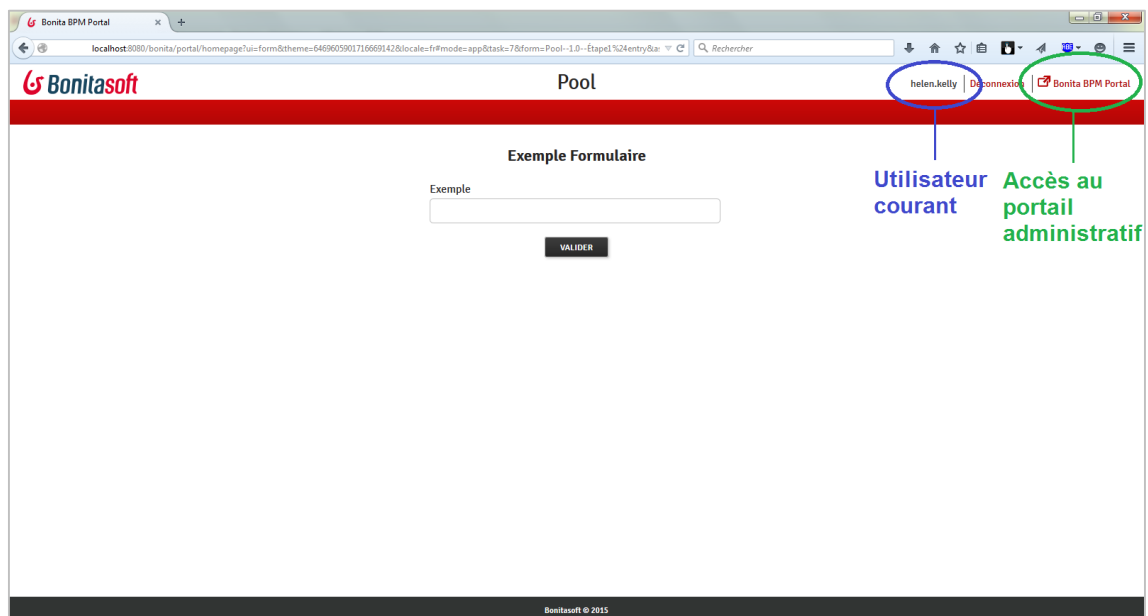 Bonita BPM Portal
localhost:8080/bonita/portal/homepage?ui=form&theme=6469605901716669142&locale=fr#mode=app&task=7&form=Pool--1.0--Étape1%24entry&a
Rechercher
Bonitasoft
Pool
helen.kelly
Déconnexion
Bonita BPM Portal
Exemple Formulaire
Exemple
VALIDER
Utilisateur
courant
Accès au
portail
administratif
Bonitasoft © 2015